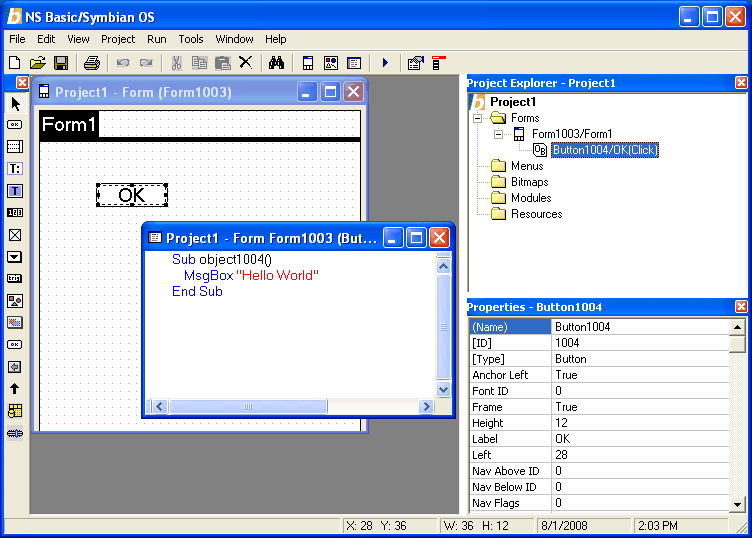 NS Basic/Symbian OS
File Edit View Project Run Tools Window Help
Project1 - Form (Form1003)
Form1
OK
Project1 - Form Form1003 (But...
Sub object1004()
MsgBox "Hello World"
End Sub
Project Explorer - Project1
Project1
Forms
Form1003/Form1
Button1004/OK(Click)
Menus
Bitmaps
Modules
Resources
Properties - Button1004
(Name) Button1004
[ID] 1004
[Type] Button
Anchor Left True
Font ID 0
Frame True
Height 12
Label OK
Left 28
Nav Above ID 0
Nav Below ID 0
Nav Flags 0
X: 28 Y: 36 W: 36 H: 12 8/1/2008 2:03 PM